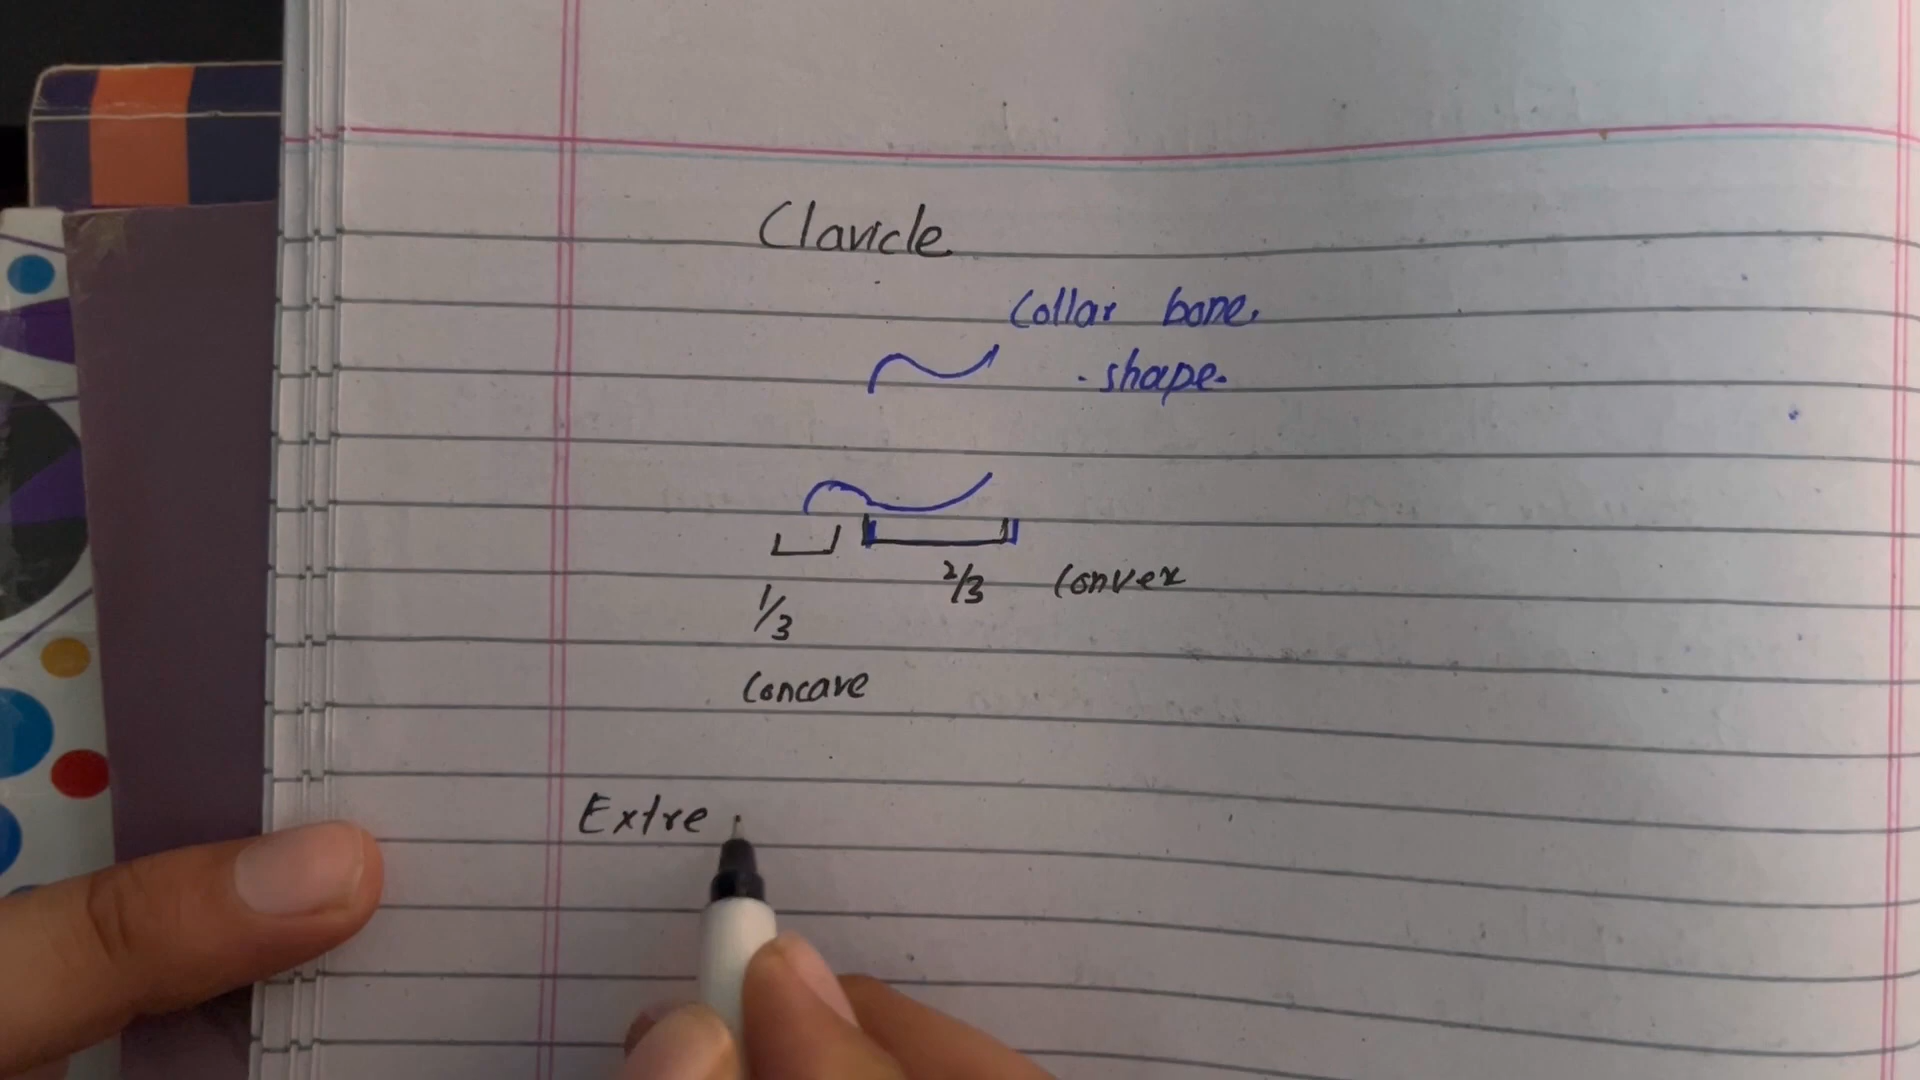 Clavicle
Collar bone.
. shape.
2/3 Convex
1/3
Concave
Extre